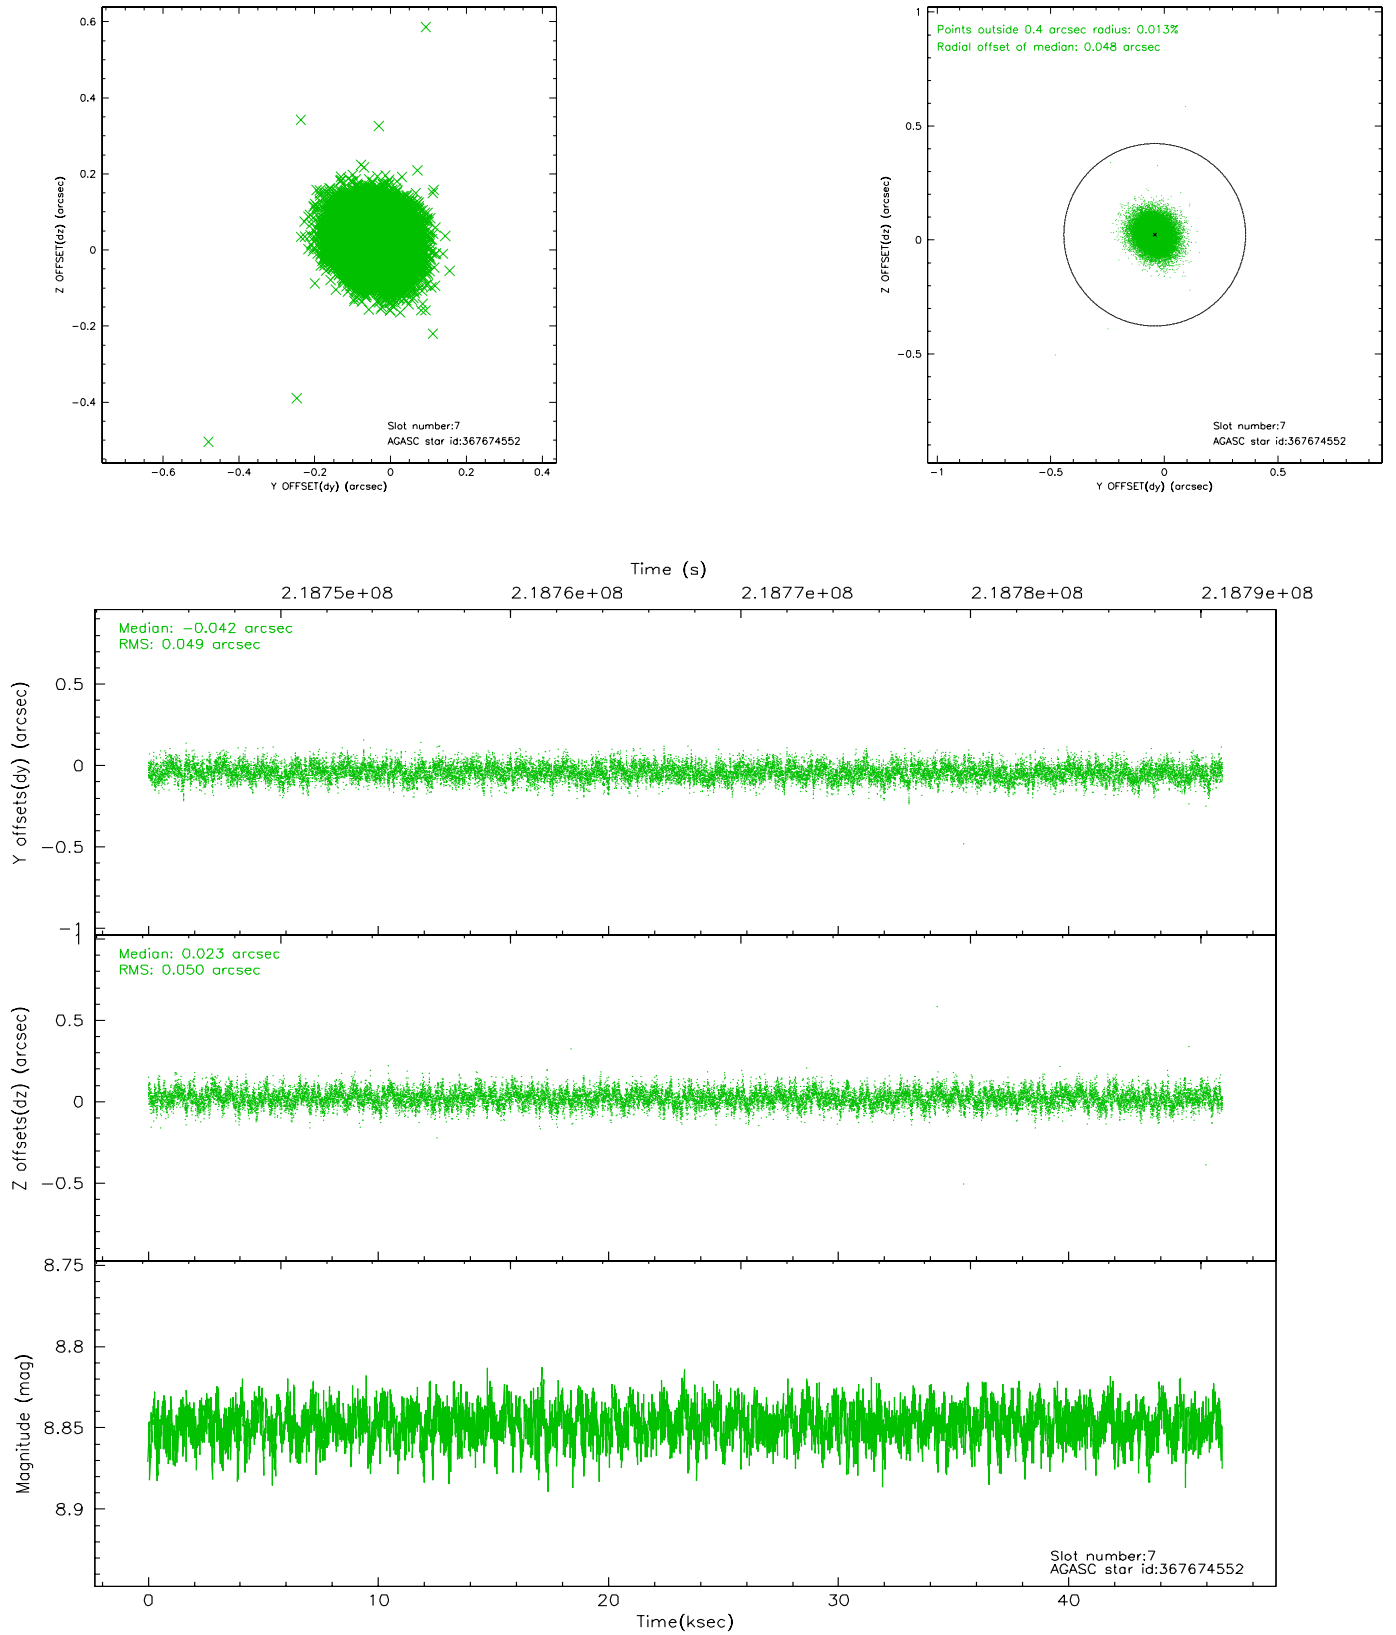 0.6
0.4
0.2
0
−0.2
−0.4
Z OFFSET(dz) (arcsec)
Slot number:7
AGASC star id:367674552
−0.6
−0.4
−0.2
0
0.2
0.4
Y OFFSET(dy) (arcsec)
1
0.5
0
−0.5
Z OFFSET(dz) (arcsec)
Points outside 0.4 arcsec radius: 0.013%
Radial offset of median: 0.048 arcsec
Slot number:7
AGASC star id:367674552
−1
−0.5
0
0.5
Y OFFSET(dy) (arcsec)
Time (s)
2.1875e+08
2.1876e+08
2.1877e+08
2.1878e+08
2.1879e+08
Median: −0.042 arcsec
RMS: 0.049 arcsec
0.5
0
−0.5
−1
Y offsets(dy) (arcsec)
Median: 0.023 arcsec
RMS: 0.050 arcsec
1
0.5
0
−0.5
Z offsets(dz) (arcsec)
8.75
8.8
8.85
8.9
Magnitude (mag)
Slot number:7
AGASC star id:367674552
0
10
20
30
40
Time(ksec)